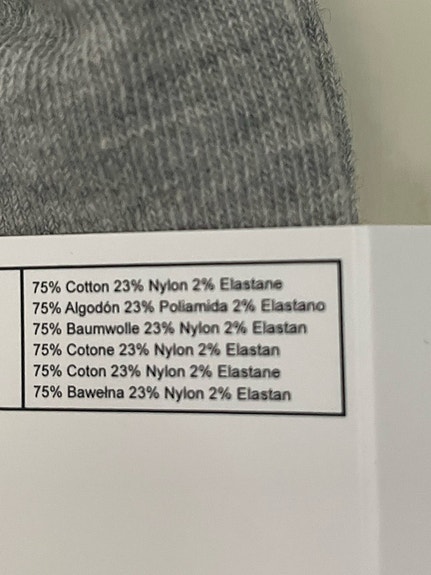 75% Cotton 23% Nylon 2% Elastane
75% Algodón 23% Poliamida 2% Elastano
75% Baumwolle 23% Nylon 2% Elastan
75% Cotone 23% Nylon 2% Elastan
75% Coton 23% Nylon 2% Elastane
75% Bawełna 23% Nylon 2% Elastan